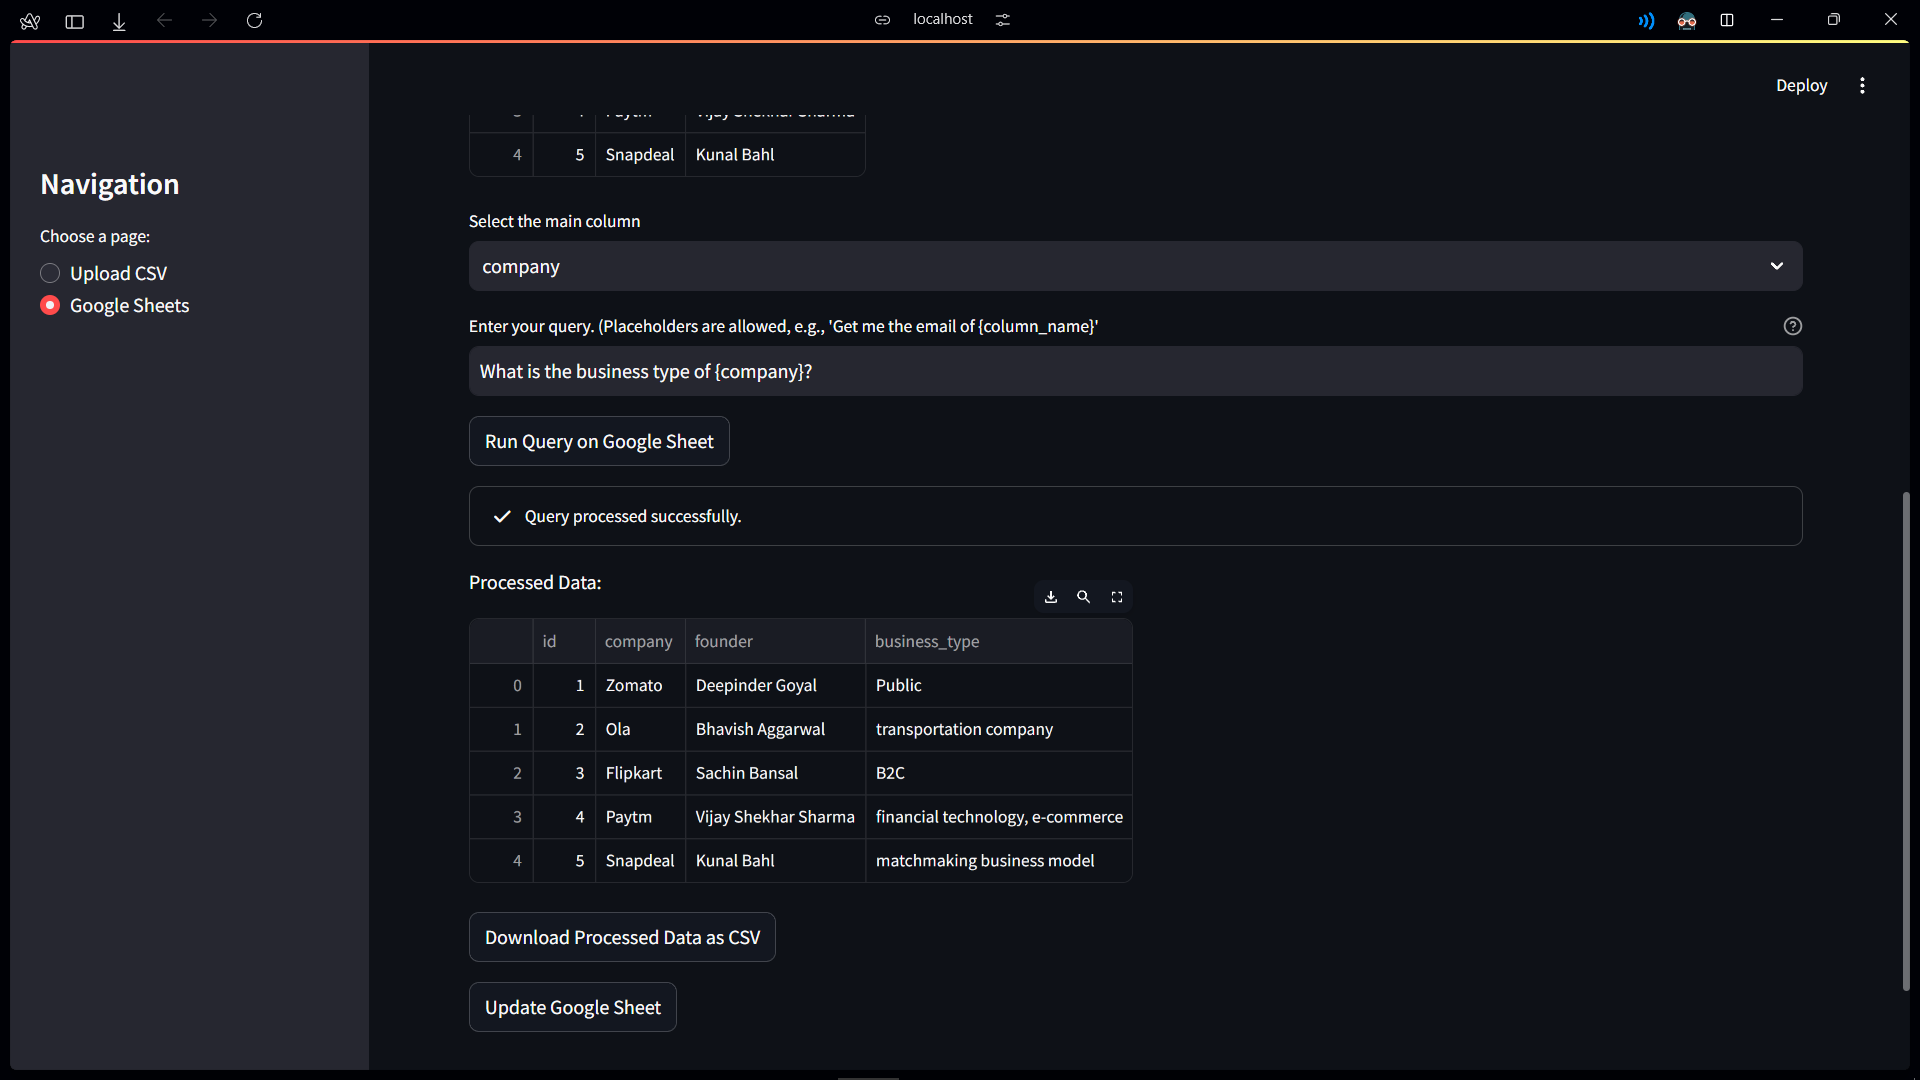 localhost
Deploy
Navigation
Choose a page:
Upload CSV
Google Sheets
4 5 Snapdeal Kunal Bahl
Select the main column
company
Enter your query. (Placeholders are allowed, e.g., 'Get me the email of {column_name}'
What is the business type of {company}?
Run Query on Google Sheet
Query processed successfully.
Processed Data:
id company founder business_type
0 1 Zomato Deepinder Goyal Public
1 2 Ola Bhavish Aggarwal transportation company
2 3 Flipkart Sachin Bansal B2C
3 4 Paytm Vijay Shekhar Sharma financial technology, e-commerce
4 5 Snapdeal Kunal Bahl matchmaking business model
Download Processed Data as CSV
Update Google Sheet